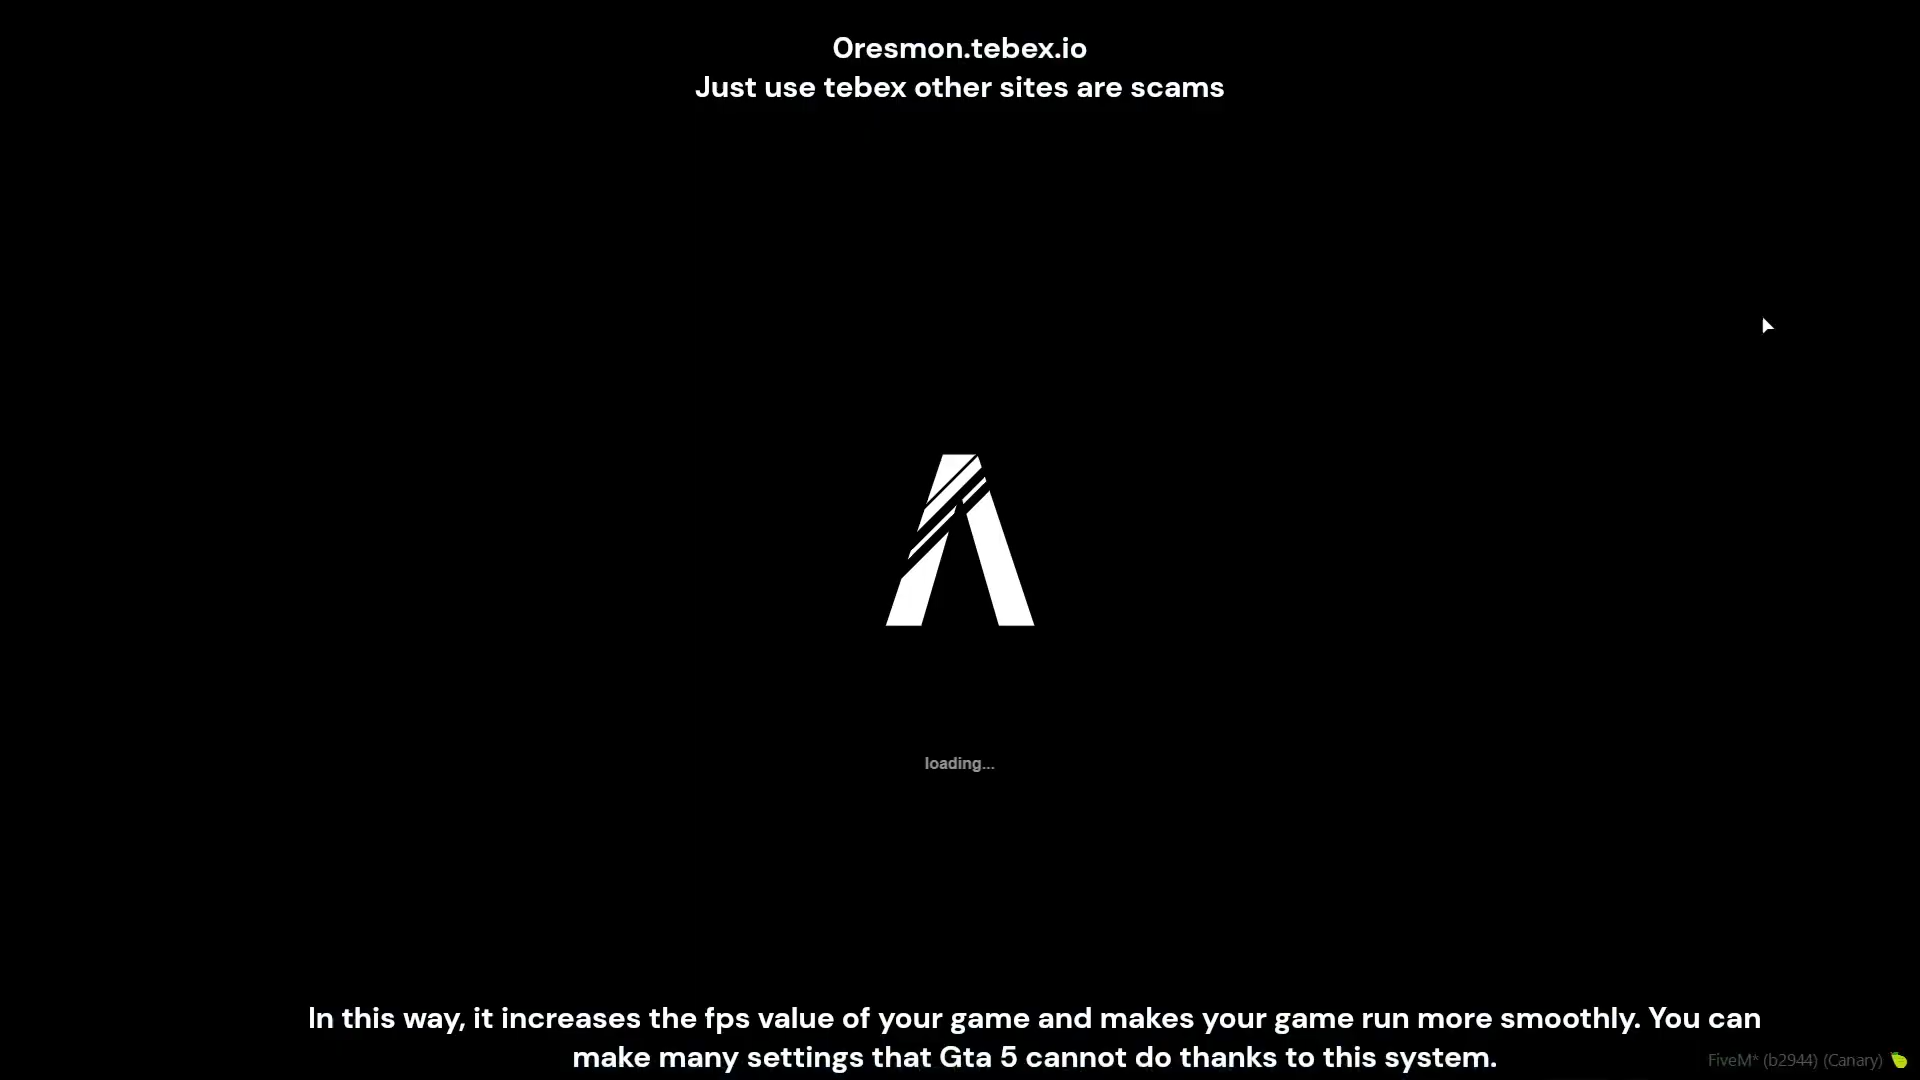 0resmon.tebex.io
Just use tebex other sites are scams
loading...
In this way, it increases the fps value of your game and makes your game run more smoothly. You can
make many settings that Gta 5 cannot do thanks to this system.
FiveM* (b2944) (Canary)